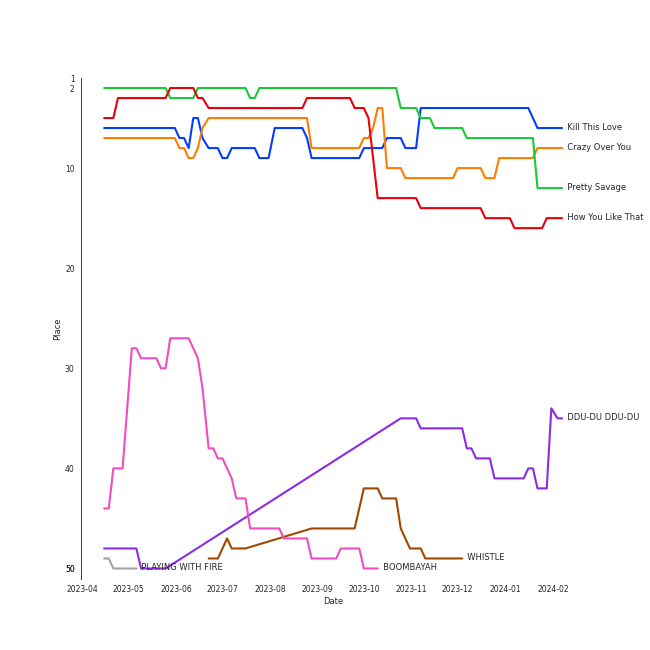 1
2
Kill This Love
Crazy Over You
10
Pretty Savage
How You Like That
20
Place
30
DDU-DU DDU-DU
40
WHISTLE
50
PLAYING WITH FIRE
BOOMBAYAH
2023-04
2023-05
2023-06
2023-07
2023-08
2023-09
2023-10
2023-11
2023-12
2024-01
2024-02
Date